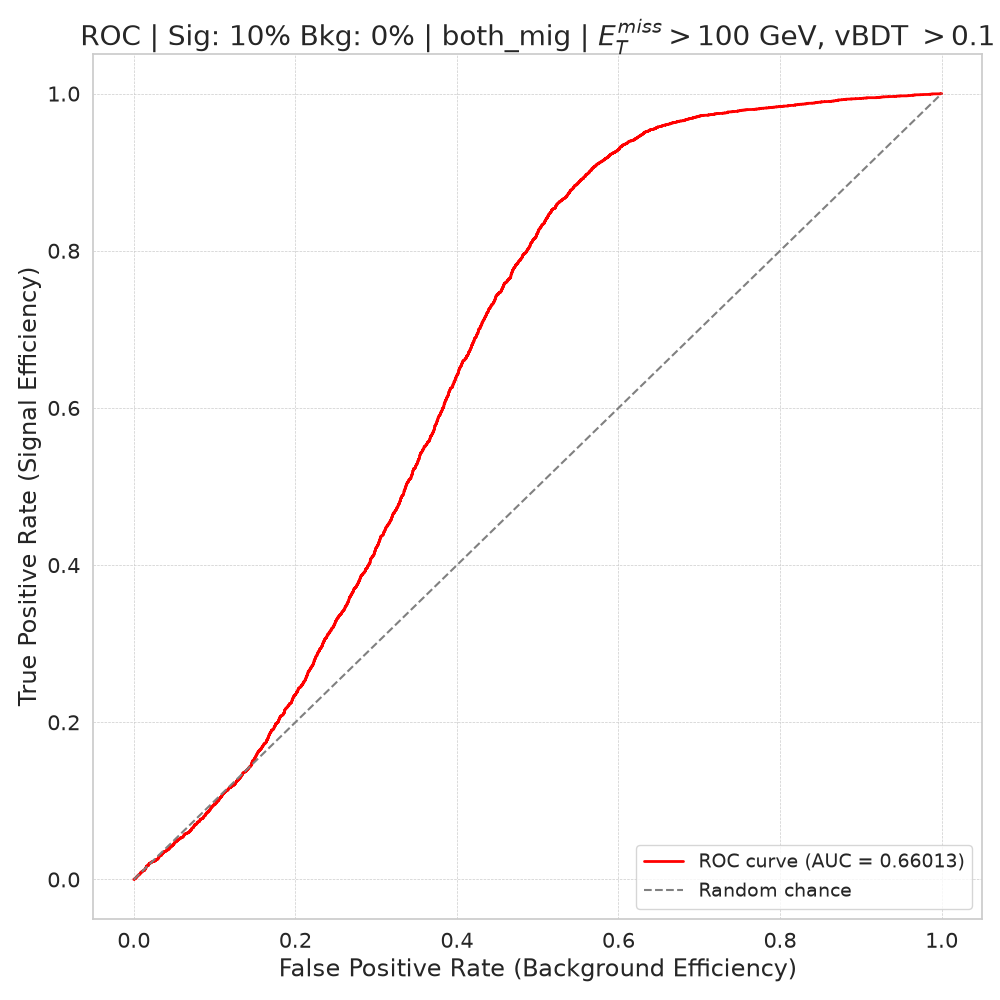 ROC | Sig: 10% Bkg: 0% | both_mig | $E_T^{miss}$ > 100 GeV, vBDT > 0.1
1.0
0.8
0.6
0.4
0.2
0.0
True Positive Rate (Signal Efficiency)
ROC curve (AUC = 0.66013)
Random chance
0.0 0.2 0.4 0.6 0.8 1.0
False Positive Rate (Background Efficiency)